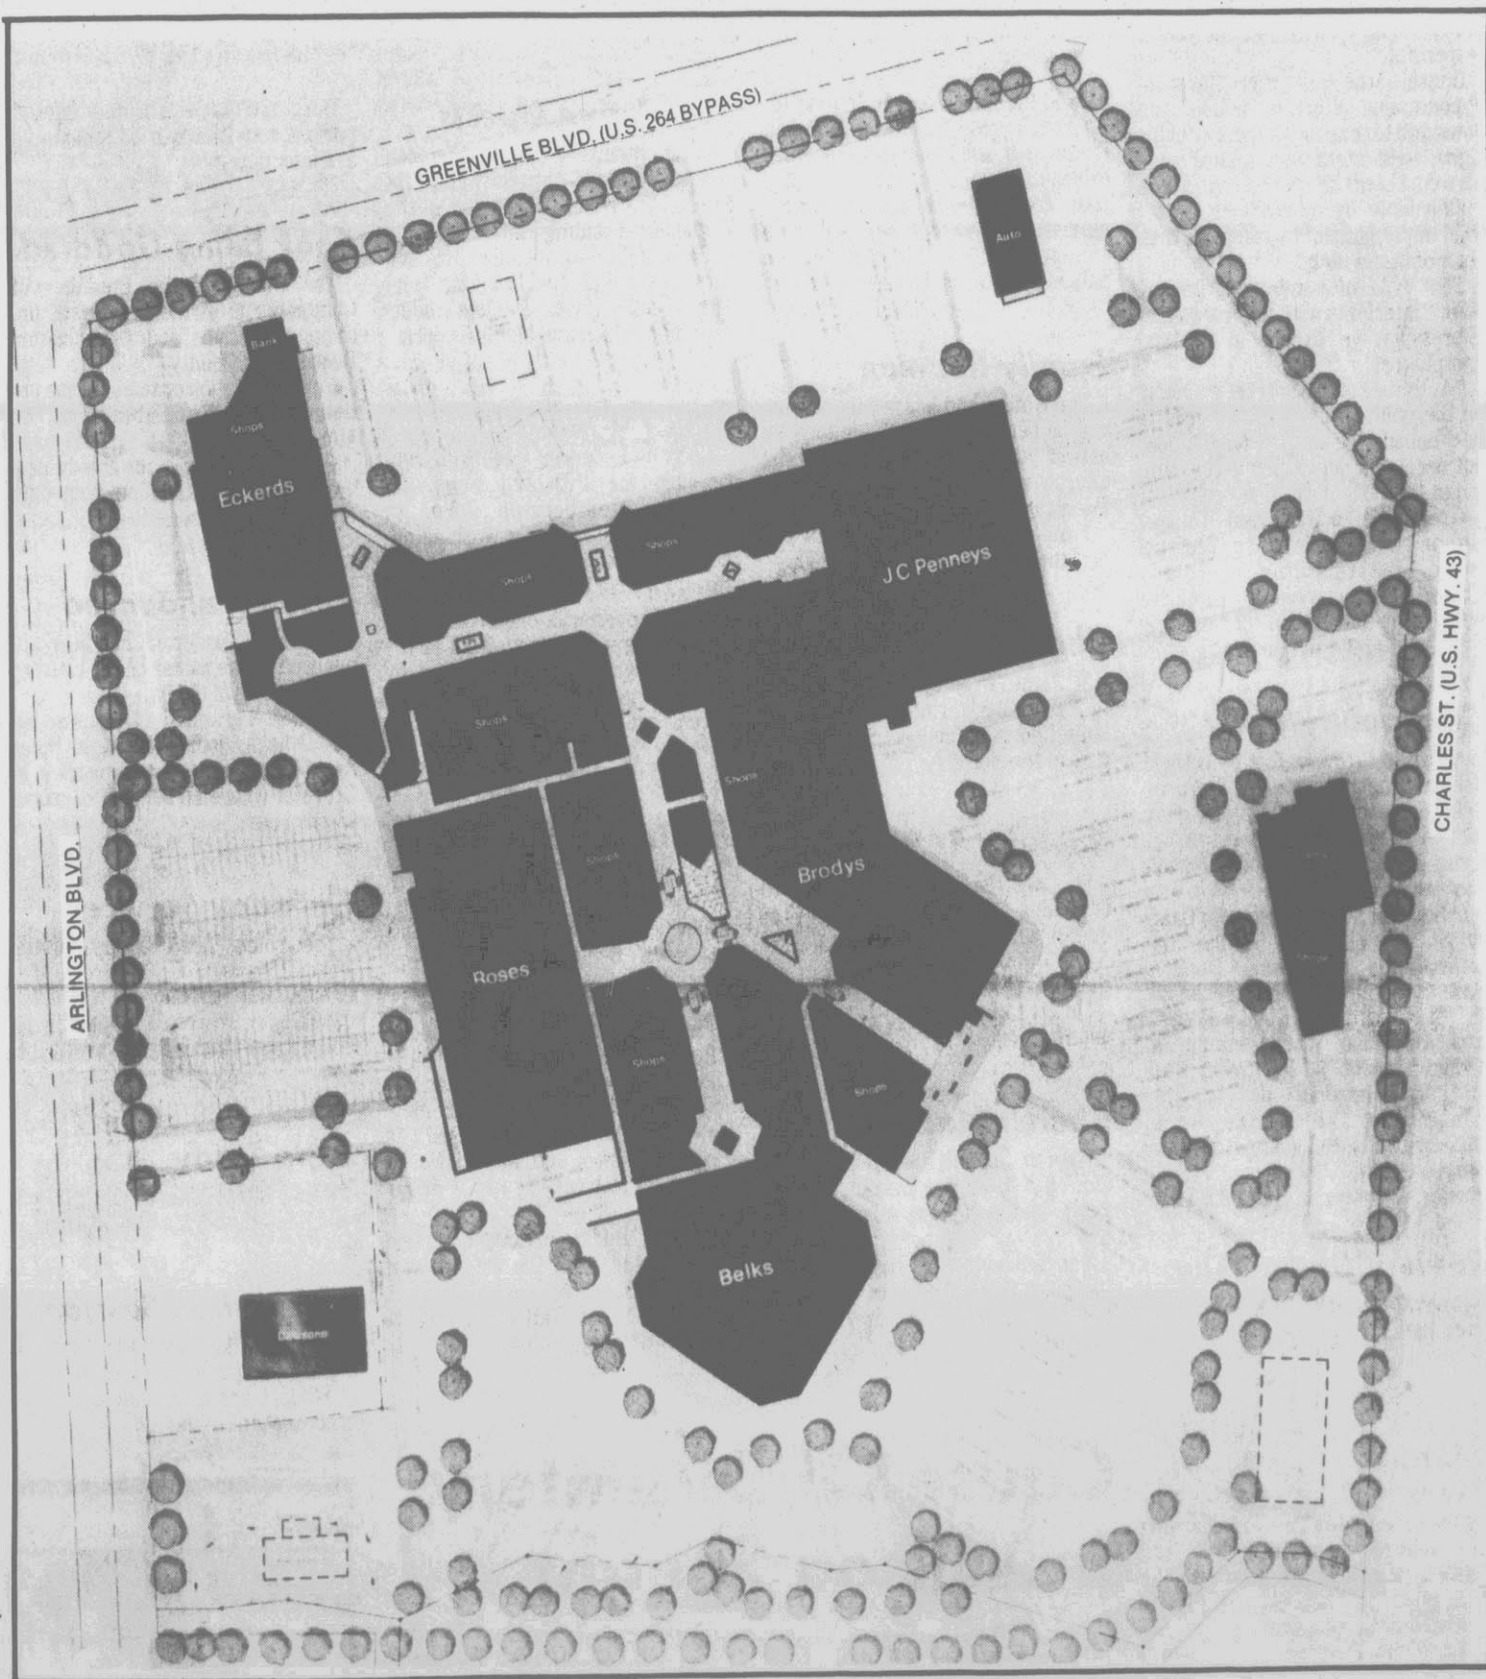 GREENVILLE BLVD. (U.S. 264 BYPASS)
Auto
Bank
Shops
Eckerds
Shops
Shops
JC Penneys
CHARLES ST. (U.S. HWY. 43)
Shops
Shops
Shops
Brodys
ARLINGTON BLVD.
Roses
Shops
Shops
Belks